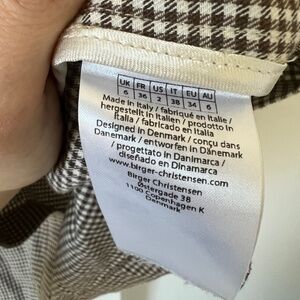 UK FR US IT EU AU
6 36 2 38 34 6
Made in Italy / fabriqué en Italie /
hergestellt in Italien / prodotto in
Italia / fabricado en Italia
Designed in Denmark / conçu dans
Danemark / entworfen in Dänemark
/ progettato in Danimarca /
diseñado en Dinamarca
www.birger-christensen.com
Birger Christensen
Østergade 38
1100 Copenhagen K
Denmark